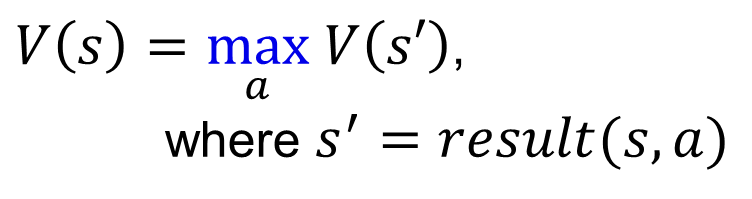 V(s) = max V(s′),
a
where s′ = result(s, a)